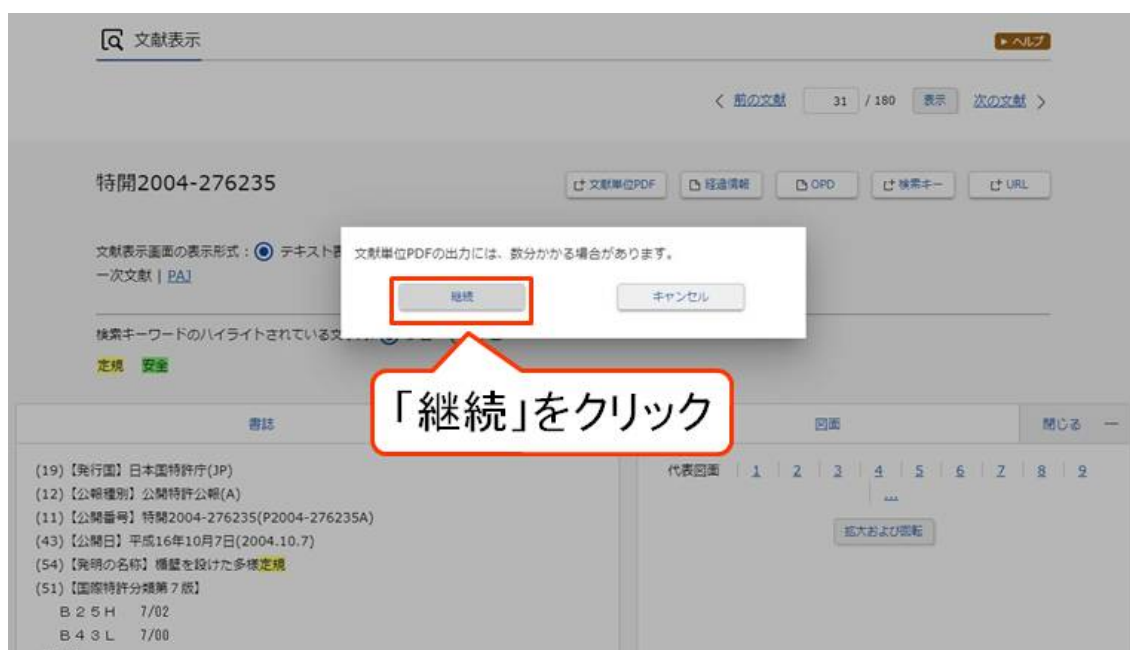 文献表示
ヘルプ
前の文献 31 / 180 表示 次の文献
特開2004-276235
文献単位PDF 経過情報 OPD 検索キー URL
文献表示画面の表示形式： テキスト表
一次文献 | PAJ
文献単位PDFの出力には、数分かかる場合があります。
継続 キャンセル
検索キーワードのハイライトされている文
定規 安全
「継続」をクリック
書誌 図面 閉じる －
(19)【発行国】日本国特許庁(JP)
(12)【公報種別】公開特許公報(A)
(11)【公開番号】特開2004-276235(P2004-276235A)
(43)【公開日】平成16年10月7日(2004.10.7)
(54)【発明の名称】楯壁を設けた多様定規
(51)【国際特許分類第７版】
Ｂ２５Ｈ 7/02
Ｂ４３Ｌ 7/00
代表図面 1 2 3 4 5 6 7 8 9
...
拡大および回転